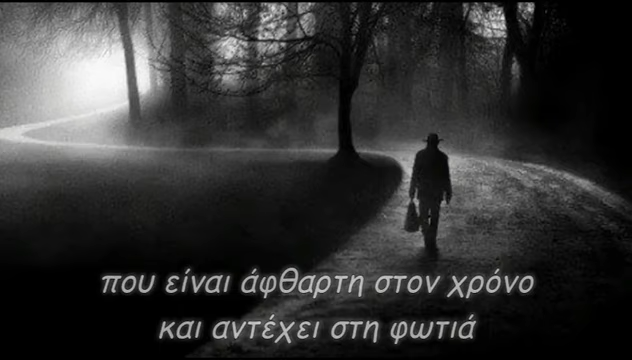 που είναι άφθαρτη στον χρόνο
και αντέχει στη φωτιά